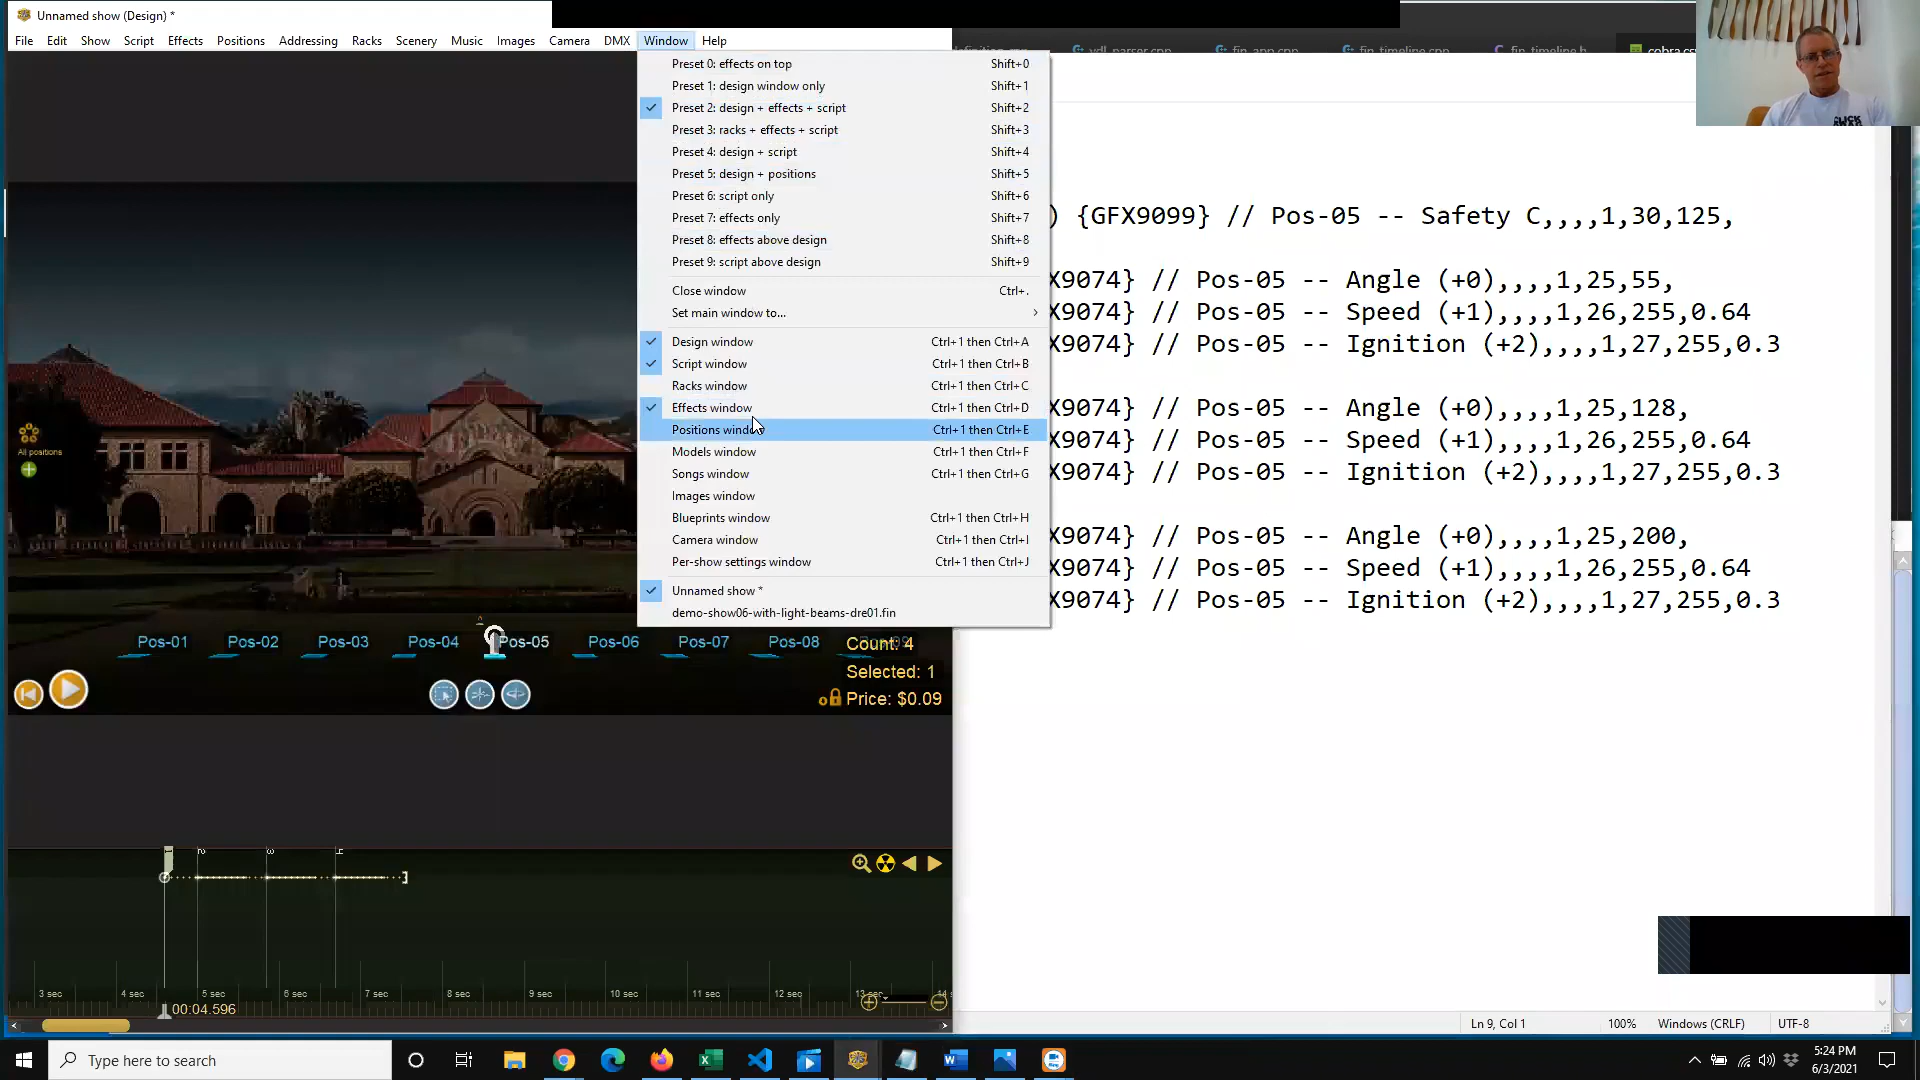 Unnamed show (Design) *
File Edit Show Script Effects Positions Addressing Racks Scenery Music Images Camera DMX Window Help
vdl_parser.cpp fin_app.cpp fin_timeline.cpp fin_timeline.h
Preset 0: effects on top Shift+0
Preset 1: design window only Shift+1
Preset 2: design + effects + script Shift+2
Preset 3: racks + effects + script Shift+3
Preset 4: design + script Shift+4
Preset 5: design + positions Shift+5
Preset 6: script only Shift+6
Preset 7: effects only Shift+7
Preset 8: effects above design Shift+8
Preset 9: script above design Shift+9
Close window Ctrl+.
Set main window to...
Design window Ctrl+1 then Ctrl+A
Script window Ctrl+1 then Ctrl+B
Racks window Ctrl+1 then Ctrl+C
Effects window Ctrl+1 then Ctrl+D
Positions window Ctrl+1 then Ctrl+E
Models window Ctrl+1 then Ctrl+F
Songs window Ctrl+1 then Ctrl+G
Images window
Blueprints window Ctrl+1 then Ctrl+H
Camera window Ctrl+1 then Ctrl+I
Per-show settings window Ctrl+1 then Ctrl+J
Unnamed show *
demo-show06-with-light-beams-dre01.fin
) {GFX9099} // Pos-05 -- Safety C,,,,1,30,125,
X9074} // Pos-05 -- Angle (+0),,,,1,25,55,
X9074} // Pos-05 -- Speed (+1),,,,1,26,255,0.64
X9074} // Pos-05 -- Ignition (+2),,,,1,27,255,0.3
X9074} // Pos-05 -- Angle (+0),,,,1,25,128,
X9074} // Pos-05 -- Speed (+1),,,,1,26,255,0.64
X9074} // Pos-05 -- Ignition (+2),,,,1,27,255,0.3
X9074} // Pos-05 -- Angle (+0),,,,1,25,200,
X9074} // Pos-05 -- Speed (+1),,,,1,26,255,0.64
X9074} // Pos-05 -- Ignition (+2),,,,1,27,255,0.3
All positions
Pos-01 Pos-02 Pos-03 Pos-04 Pos-05 Pos-06 Pos-07 Pos-08
Count: 4
Selected: 1
Price: $0.09
1 2 3 4
3 sec 4 sec 5 sec 6 sec 7 sec 8 sec 9 sec 10 sec 11 sec 12 sec 13 sec
00:04.596
Ln 9, Col 1 100% Windows (CRLF) UTF-8
Type here to search
5:24 PM
6/3/2021